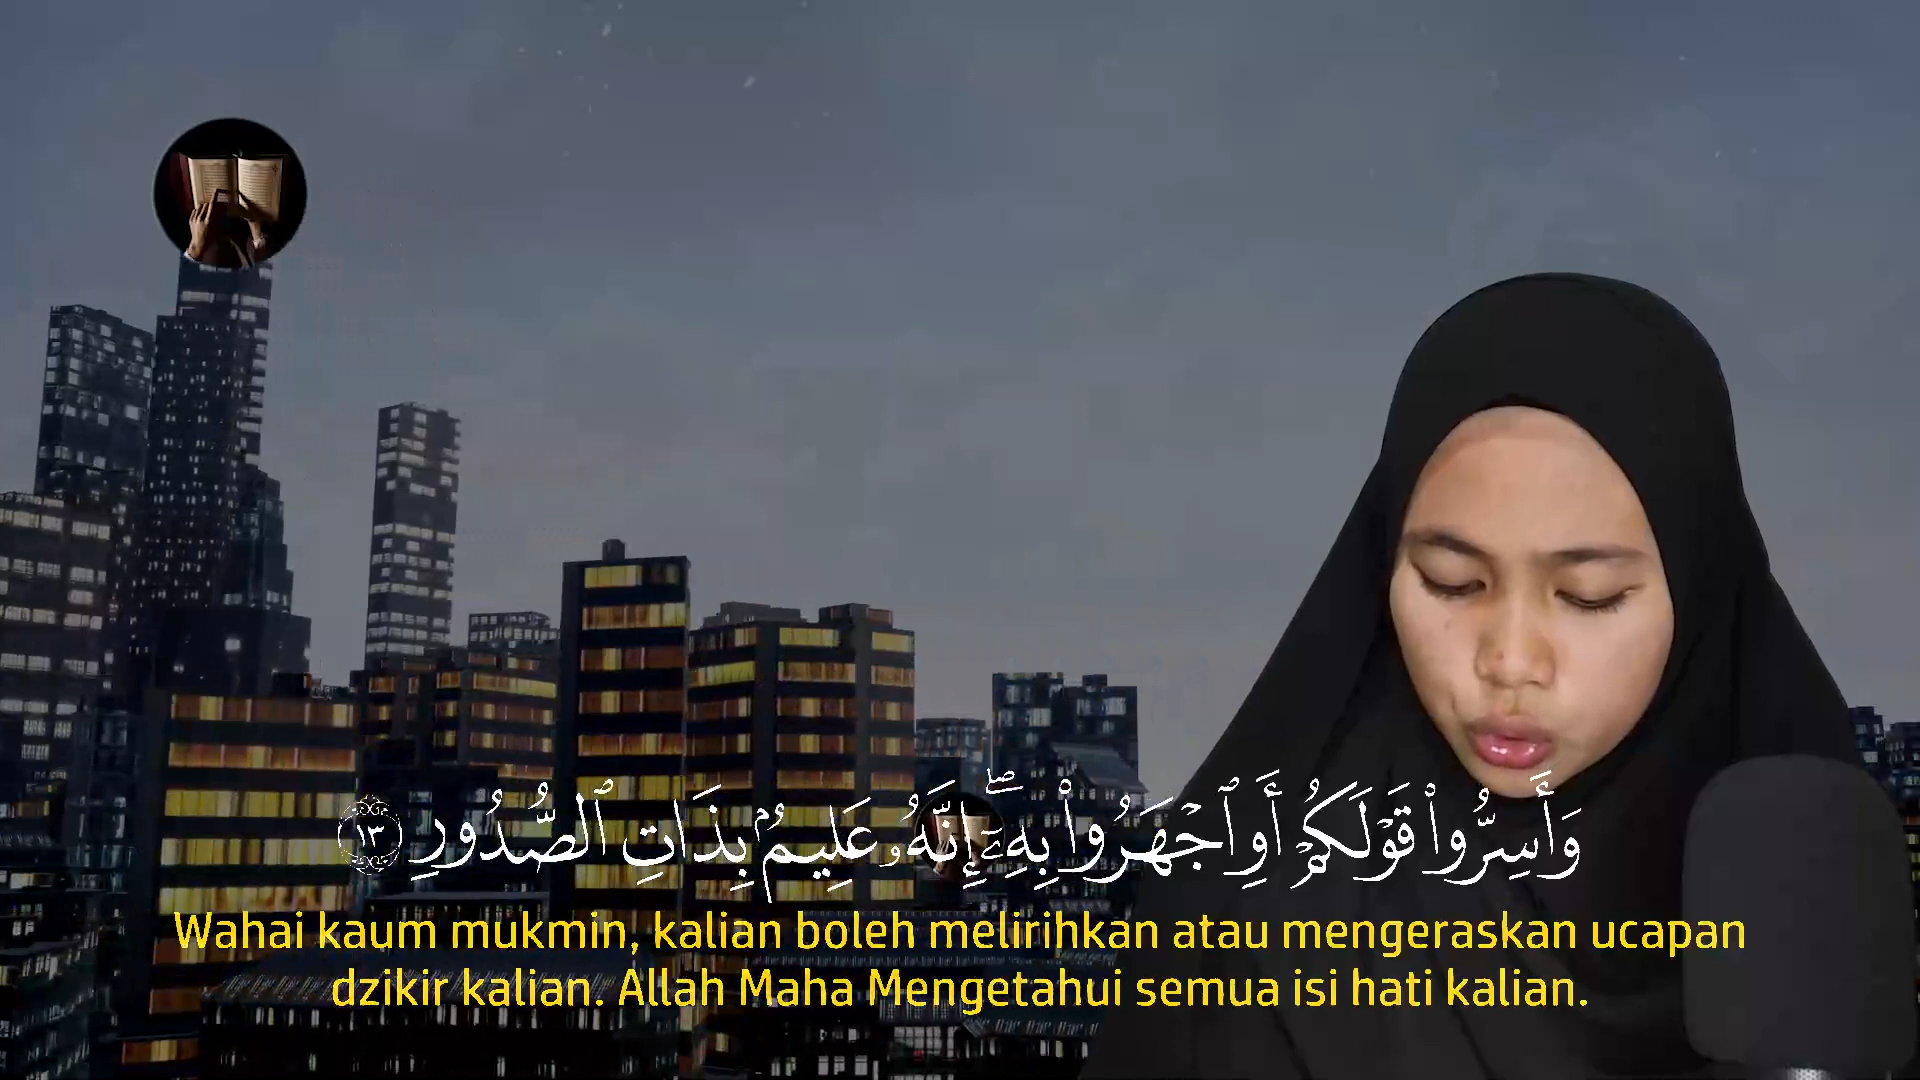 وَأَسِرُّوا۟ قَوْلَكُمْ أَوِ ٱجْهَرُوا۟ بِهِۦٓ ۖ إِنَّهُۥ عَلِيمٌۢ بِذَاتِ ٱلصُّدُورِ ١٣
Wahai kaum mukmin, kalian boleh melirihkan atau mengeraskan ucapan
dzikir kalian. Allah Maha Mengetahui semua isi hati kalian.